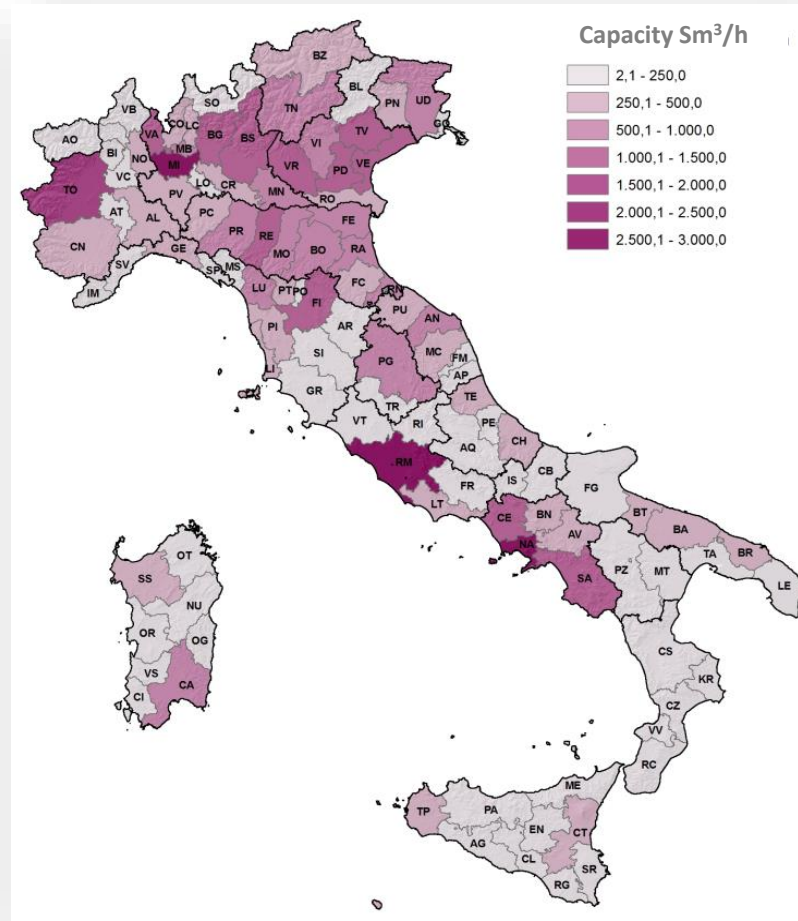 Capacity Sm³/h
2,1 - 250,0
250,1 - 500,0
500,1 - 1.000,0
1.000,1 - 1.500,0
1.500,1 - 2.000,0
2.000,1 - 2.500,0
2.500,1 - 3.000,0
BZ
SO
BL
VB
TN
PN
UD
CO
LC
AO
VA
BG
BS
VI
TV
GO
BI
NO
MB
MI
VR
PD
VE
VC
LO
CR
TO
PV
MN
RO
AT
AL
PC
FE
PR
RE
MO
BO
RA
CN
GE
SV
SP
MS
FC
RN
IM
LU
PT
PO
FI
PU
AN
AR
PI
MC
SI
PG
FM
LI
AP
GR
TE
TR
VT
RI
PE
AQ
CH
RM
FR
IS
CB
FG
LT
CE
BN
BT
BA
NA
AV
TA
BR
SA
PZ
MT
LE
OT
SS
NU
OR
OG
VS
CA
CI
CS
KR
CZ
VV
RC
ME
TP
PA
EN
CT
AG
CL
SR
RG